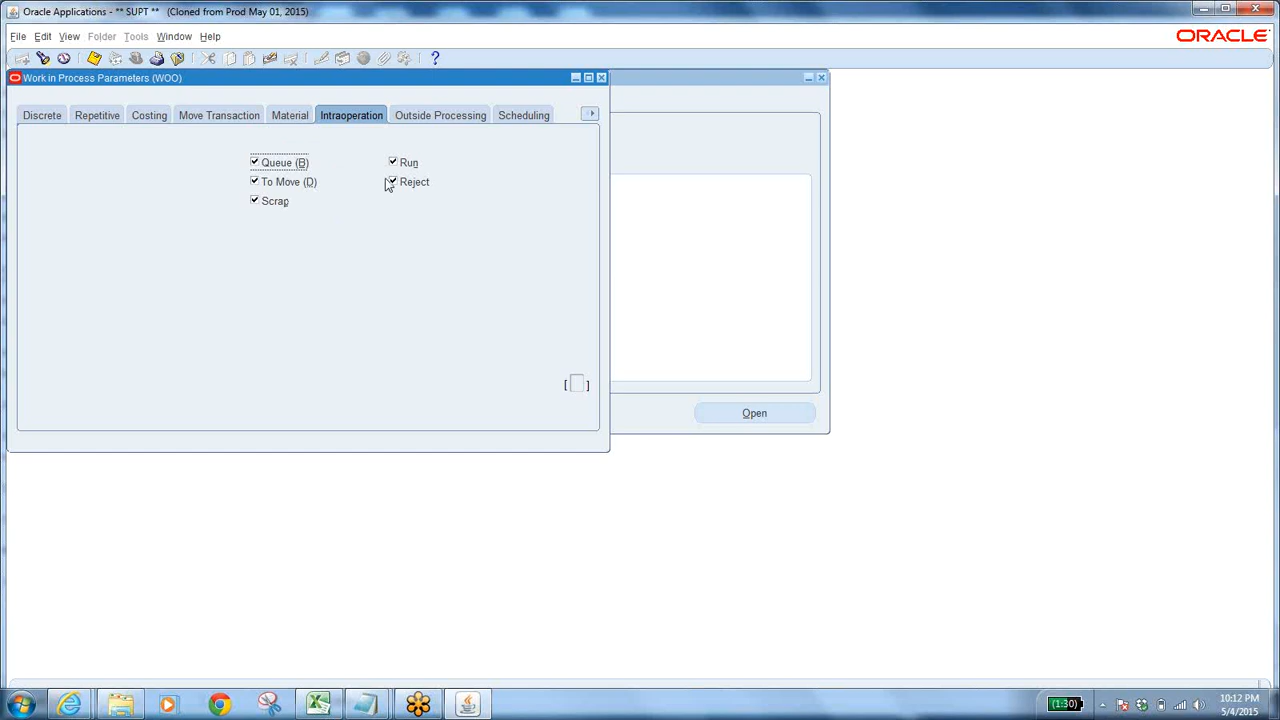 Oracle Applications - ** SUPT ** (Cloned from Prod May 01, 2015)
File Edit View Folder Tools Window Help
ORACLE
Work in Process Parameters (WOO)
Discrete Repetitive Costing Move Transaction Material Intraoperation Outside Processing Scheduling
Queue (B) Run
To Move (D) Reject
Scrap
[ ]
Open
(1:30)
10:12 PM
5/4/2015